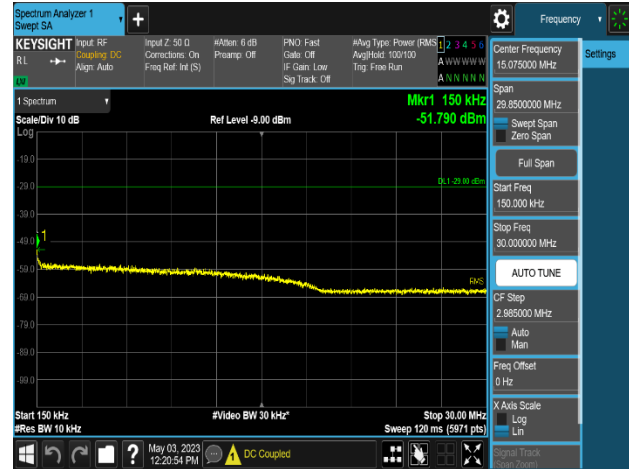 Spectrum Analyzer 1
Swept SA
Frequency
KEYSIGHT
RL
Input: RF
Coupling: DC
Align: Auto
Input Z: 50 Ω
Corrections: On
Freq Ref: Int (S)
#Atten: 6 dB
Preamp: Off
PNO: Fast
Gate: Off
IF Gain: Low
Sig Track: Off
#Avg Type: Power (RMS
Avg|Hold: 100/100
Trig: Free Run
1 2 3 4 5 6
A W W W W W
A N N N N N
Center Frequency
15.075000 MHz
Settings
Span
29.8500000 MHz
Swept Span
Zero Span
Full Span
Start Freq
150.000 kHz
Stop Freq
30.000000 MHz
AUTO TUNE
CF Step
2.985000 MHz
Auto
Man
Freq Offset
0 Hz
X Axis Scale
Log
Lin
Signal Track
(Span Zoom)
1 Spectrum
Mkr1 150 kHz
Scale/Div 10 dB
Ref Level -9.00 dBm
-51.790 dBm
Log
-19.0
DL1 -29.00 dBm
-29.0
-39.0
1
-49.0
-59.0
RMS
-69.0
-79.0
-89.0
-99.0
Start 150 kHz
#Video BW 30 kHz*
Stop 30.00 MHz
#Res BW 10 kHz
Sweep 120 ms (5971 pts)
May 03, 2023
12:20:54 PM
DC Coupled